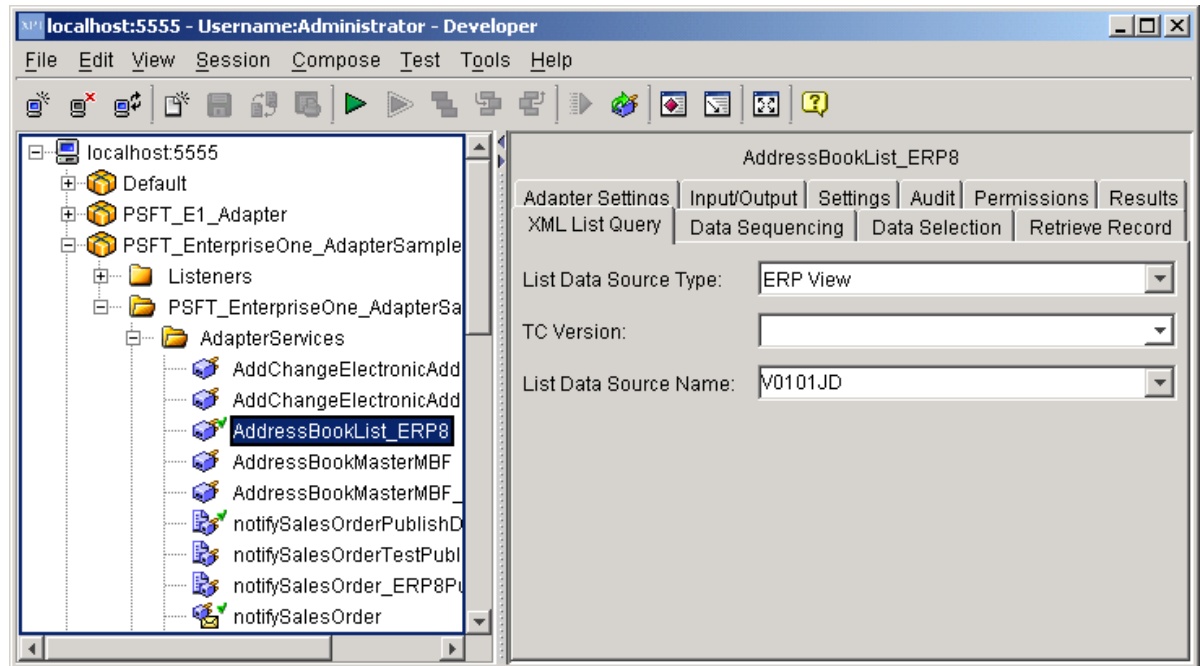 localhost:5555 - Username:Administrator - Developer
File Edit View Session Compose Test Tools Help
localhost:5555
Default
PSFT_E1_Adapter
PSFT_EnterpriseOne_AdapterSample
Listeners
PSFT_EnterpriseOne_AdapterSa
AdapterServices
AddChangeElectronicAdd
AddChangeElectronicAdd
AddressBookList_ERP8
AddressBookMasterMBF
AddressBookMasterMBF_
notifySalesOrderPublishD
notifySalesOrderTestPubl
notifySalesOrder_ERP8Pu
notifySalesOrder
AddressBookList_ERP8
Adapter Settings Input/Output Settings Audit Permissions Results
XML List Query Data Sequencing Data Selection Retrieve Record
List Data Source Type: ERP View
TC Version:
List Data Source Name: V0101JD